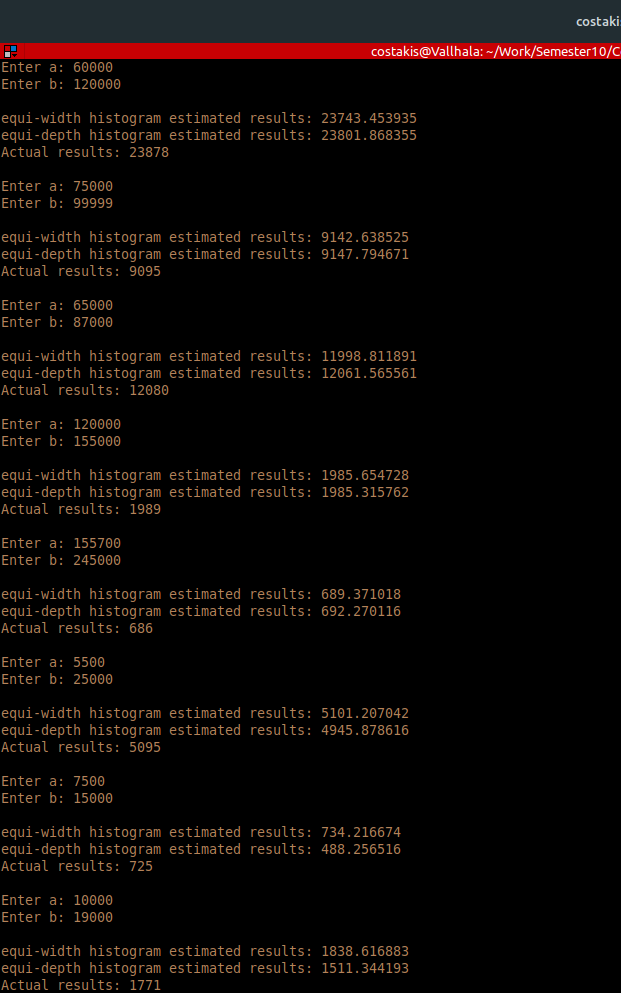 costaki
costakis@Vallhala: ~/Work/Semester10/C
Enter a: 60000
Enter b: 120000
equi-width histogram estimated results: 23743.453935
equi-depth histogram estimated results: 23801.868355
Actual results: 23878
Enter a: 75000
Enter b: 99999
equi-width histogram estimated results: 9142.638525
equi-depth histogram estimated results: 9147.794671
Actual results: 9095
Enter a: 65000
Enter b: 87000
equi-width histogram estimated results: 11998.811891
equi-depth histogram estimated results: 12061.565561
Actual results: 12080
Enter a: 120000
Enter b: 155000
equi-width histogram estimated results: 1985.654728
equi-depth histogram estimated results: 1985.315762
Actual results: 1989
Enter a: 155700
Enter b: 245000
equi-width histogram estimated results: 689.371018
equi-depth histogram estimated results: 692.270116
Actual results: 686
Enter a: 5500
Enter b: 25000
equi-width histogram estimated results: 5101.207042
equi-depth histogram estimated results: 4945.878616
Actual results: 5095
Enter a: 7500
Enter b: 15000
equi-width histogram estimated results: 734.216674
equi-depth histogram estimated results: 488.256516
Actual results: 725
Enter a: 10000
Enter b: 19000
equi-width histogram estimated results: 1838.616883
equi-depth histogram estimated results: 1511.344193
Actual results: 1771